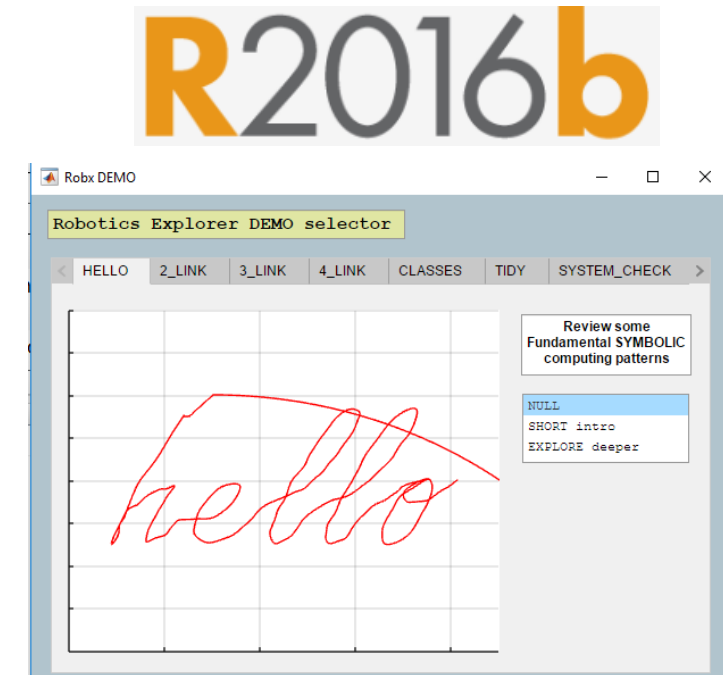 R2016b
Robx DEMO
Robotics Explorer DEMO selector
HELLO 2_LINK 3_LINK 4_LINK CLASSES TIDY SYSTEM_CHECK
Review some
Fundamental SYMBOLIC
computing patterns
NULL
SHORT intro
EXPLORE deeper
hello